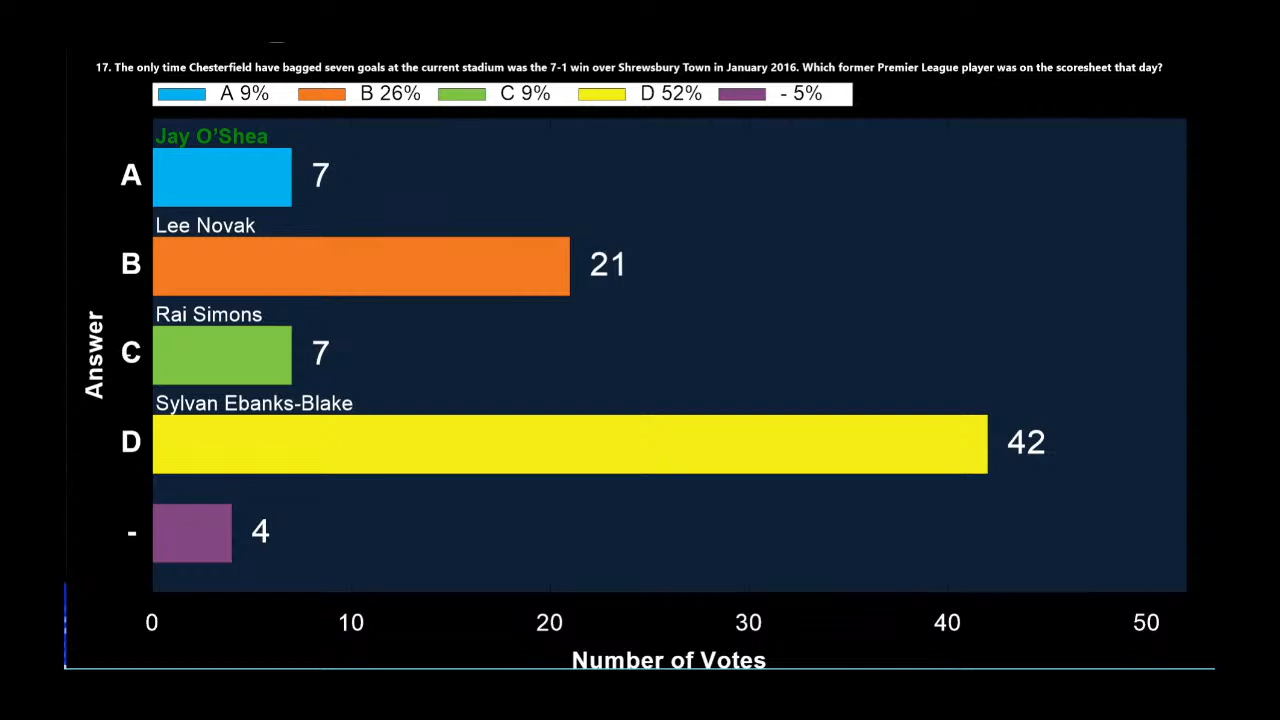 17. The only time Chesterfield have bagged seven goals at the current stadium was the 7-1 win over Shrewsbury Town in January 2016. Which former Premier League player was on the scoresheet that day?
A 9% B 26% C 9% D 52% - 5%
Jay O’Shea
A 7
Lee Novak
B 21
Rai Simons
C 7
Sylvan Ebanks-Blake
D 42
- 4
Answer
0 10 20 30 40 50
Number of Votes